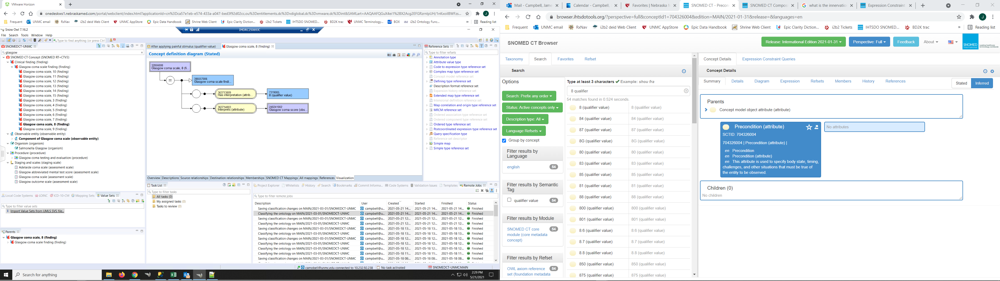 VMware Horizon
onedeskws1.nebraskamed.com/portal/webclient/index.html?applicationId=cn%3Dca57e1eb-e574-433a-a047-bed3f92d02cc,ou%3Dentitlements,dc%3Dvdiglobal,dc%3Dvmware,dc%3Dint&SAMLart=
Frequent UNMC email RxNav i2b2 deid Web Client UNMC AppStore Epic Data Handbook Shrine Web Client Epic Clarity Diction... i2b2 Tickets IHTSDO SNOMED... BD2K trac UNMC Terminology... BOX i2b2 Ontology Func... » Reading list
Snow Owl 7.16.2
IMDRC25069JC
File Search Tools Window Help
Type to find anything (or press Ctrl
SNOMEDCT-UNMC
glasgow
SNOMED CT Concept (SNOMED RT+CTV3)
Clinical finding (finding)
Glasgow coma scale finding (finding)
Glasgow coma scale, 10 (finding)
Glasgow coma scale, 11 (finding)
Glasgow coma scale, 12 (finding)
Glasgow coma scale, 13 (finding)
Glasgow coma scale, 14 (finding)
Glasgow coma scale, 15 (finding)
Glasgow coma scale, 3 (finding)
Glasgow coma scale, 4 (finding)
Glasgow coma scale, 5 (finding)
Glasgow coma scale, 6 (finding)
Glasgow coma scale, 7 (finding)
Glasgow coma scale, 8 (finding)
Glasgow coma scale, 9 (finding)
Observable entity (observable entity)
Component of Glasgow coma scale (observable entity)
Organism (organism)
Salmonella Glasgow (organism)
Procedure (procedure)
Glasgow coma testing and evaluation (procedure)
Staging and scales (staging scale)
Adelaide coma scale (assessment scale)
Glasgow abbreviated mental test score (assessment scale)
Glasgow coma scale (assessment scale)
Glasgow outcome scale (assessment scale)
Local Code Systems LOINC ICD-10-CM Mapping Sets Value Sets
Type to filter value sets
Import Value Sets from UMLS SVS file...
Parents
Glasgow coma scale, 8 (finding)
Glasgow coma scale finding (finding)
After applying painful stimulus (qualifier value) Glasgow coma scale, 8 (finding)
Concept definition diagram (Stated)
32856008
Glasgow coma scale, 8 (fi...
386557006
Glasgow coma scale findi...
363713009
Has interpretation (attrib...
7319005
8 (qualifier value)
363714003
Interprets (attribute)
248241002
Glasgow coma score (obs...
Overview Descriptions Source relationships Destination relationships Memberships SNOMED CT Mappings All mappings References Visualization
Reference Sets
Type to filter refsets
Annotation type
Attribute value type
Code to expression type reference set
Complex map type reference set
Concept model reference set
Defining type reference set
Description format reference set
Expansion history reference set
Extended map type reference set
Intensional definition reference set
Map correlation and origin type reference set
MRCM reference set
Ordered association type reference set
Ordered component type reference set
Ordered type reference set
Postcoordinated expression type reference set
Query specification type
Reference set descriptor
Simple map
Simple type reference set
Task List
Type to filter tasks
All tasks (0)
My assigned tasks (0)
Tasks to review (0)
Project Explorer Whitelists History Search Bookmarks Commit Informa... Code Systems Validation Issues Templates Remote Jobs
Type to filter remote jobs
Description User Created Started Finished Status
Saving classification changes on MAIN/2021-03-01/SNOMEDCT-UNMC campbell@u... 2021-05-21 14:... 2021-05-21 14:... 2021-05-21 14:... Finished
Classifying the ontology on MAIN/2021-03-01/SNOMEDCT-UNMC campbell@u... 2021-05-21 14:... 2021-05-21 14:... 2021-05-21 14:... Finished
Saving classification changes on MAIN/2021-03-01/SNOMEDCT-UNMC campbell@u... 2021-05-21 12:... 2021-05-21 12:... 2021-05-21 12:... Finished
Classifying the ontology on MAIN/2021-03-01/SNOMEDCT-UNMC campbell@u... 2021-05-21 12:... 2021-05-21 12:... 2021-05-21 12:... Finished
Saving classification changes on MAIN/2021-03-01/SNOMEDCT-UNMC campbell@u... 2021-05-18 13:... 2021-05-18 13:... 2021-05-18 13:... Finished
Classifying the ontology on MAIN/2021-03-01/SNOMEDCT-UNMC campbell@u... 2021-05-18 13:... 2021-05-18 13:... 2021-05-18 13:... Finished
Saving classification changes on MAIN/2021-03-01/SNOMEDCT-UNMC campbell@u... 2021-05-18 12:... 2021-05-18 12:... 2021-05-18 12:... Finished
Classifying the ontology on MAIN/2021-03-01/SNOMEDCT-UNMC campbell@u... 2021-05-18 12:... 2021-05-18 12:... 2021-05-18 12:... Finished
Classifying the ontology on MAIN/2021-03-01/SNOMEDCT-UNMC campbell@u... 2021-05-18 12:... 2021-05-18 12:... 2021-05-18 12:... Finished
Classifying the ontology on MAIN/2021-03-01/SNOMEDCT-UNMC campbell@u... 2021-05-18 11:... 2021-05-18 11:... 2021-05-18 11:... Finished
Saving classification changes on MAIN/2021-03-01/SNOMEDCT-UNMC campbell@u... 2021-05-18 08:... 2021-05-18 08:... 2021-05-18 08:... Finished
campbell@unmc.edu connected to 10.232.92.238 No task activated SNOMEDCT-UNMC:MAIN
Search for anything
2:29 PM
5/21/2021
Mail - Campbell, Jame Calendar - Campbell, Favorites | Nebraska M SNOMED CT - Precon SNOMED CT Composi what is the innervatio Expression Constraint
browser.ihtsdotools.org/?perspective=full&conceptId1=704326004&edition=MAIN/2021-01-31&release=&languages=en
Frequent UNMC email RxNav i2b2 deid Web Client UNMC AppStore Epic Data Handbook Shrine Web Client Epic Clarity Diction... i2b2 Tickets IHTSDO SNOMED... BD2K trac » Reading list
SNOMED CT Browser
Release: International Edition 2021-01-31 Perspective: Full Feedback About
SNOMED International
Leading healthcare terminology worldwide
Taxonomy Search Favorites Refset
Search
Options
Search: Prefix any order
Status: Active concepts only
Description type: All
Language Refsets
Group by concept
Filter results by Language
english 54
Filter results by Semantic Tag
qualifier value 54
Filter results by Module
SNOMED CT core module (core metadata concept) 54
Filter results by Refset
OWL axiom reference set (foundation metadata 54
Type at least 3 characters Example: shou fra
8 qualifier
54 matches found in 0.524 seconds.
8 (qualifier value) 8 (qualifier value)
84 (qualifier value) 84 (qualifier value)
87 (qualifier value) 87 (qualifier value)
8G (qualifier value) 8G (qualifier value)
80 (qualifier value) 80 (qualifier value)
83 (qualifier value) 83 (qualifier value)
85 (qualifier value) 85 (qualifier value)
81 (qualifier value) 81 (qualifier value)
88 (qualifier value) 88 (qualifier value)
800 (qualifier value) 800 (qualifier value)
801 (qualifier value) 801 (qualifier value)
8.6 (qualifier value) 8.6 (qualifier value)
8.7 (qualifier value) 8.7 (qualifier value)
8.8 (qualifier value) 8.8 (qualifier value)
850 (qualifier value) 850 (qualifier value)
875 (qualifier value) 875 (qualifier value)
Concept Details Expression Constraint Queries
Concept Details
Summary Details Diagram Expression Refsets Members History References Stated Inferred
Parents
Concept model object attribute (attribute)
Precondition (attribute)
SCTID: 704326004
704326004 | Precondition (attribute) |
en Precondition
en Precondition (attribute)
en This attribute is used to specify body state, timing,
challenges, and other situations that must be true of
the entity to be observed.
No attributes
Children (0)
No children